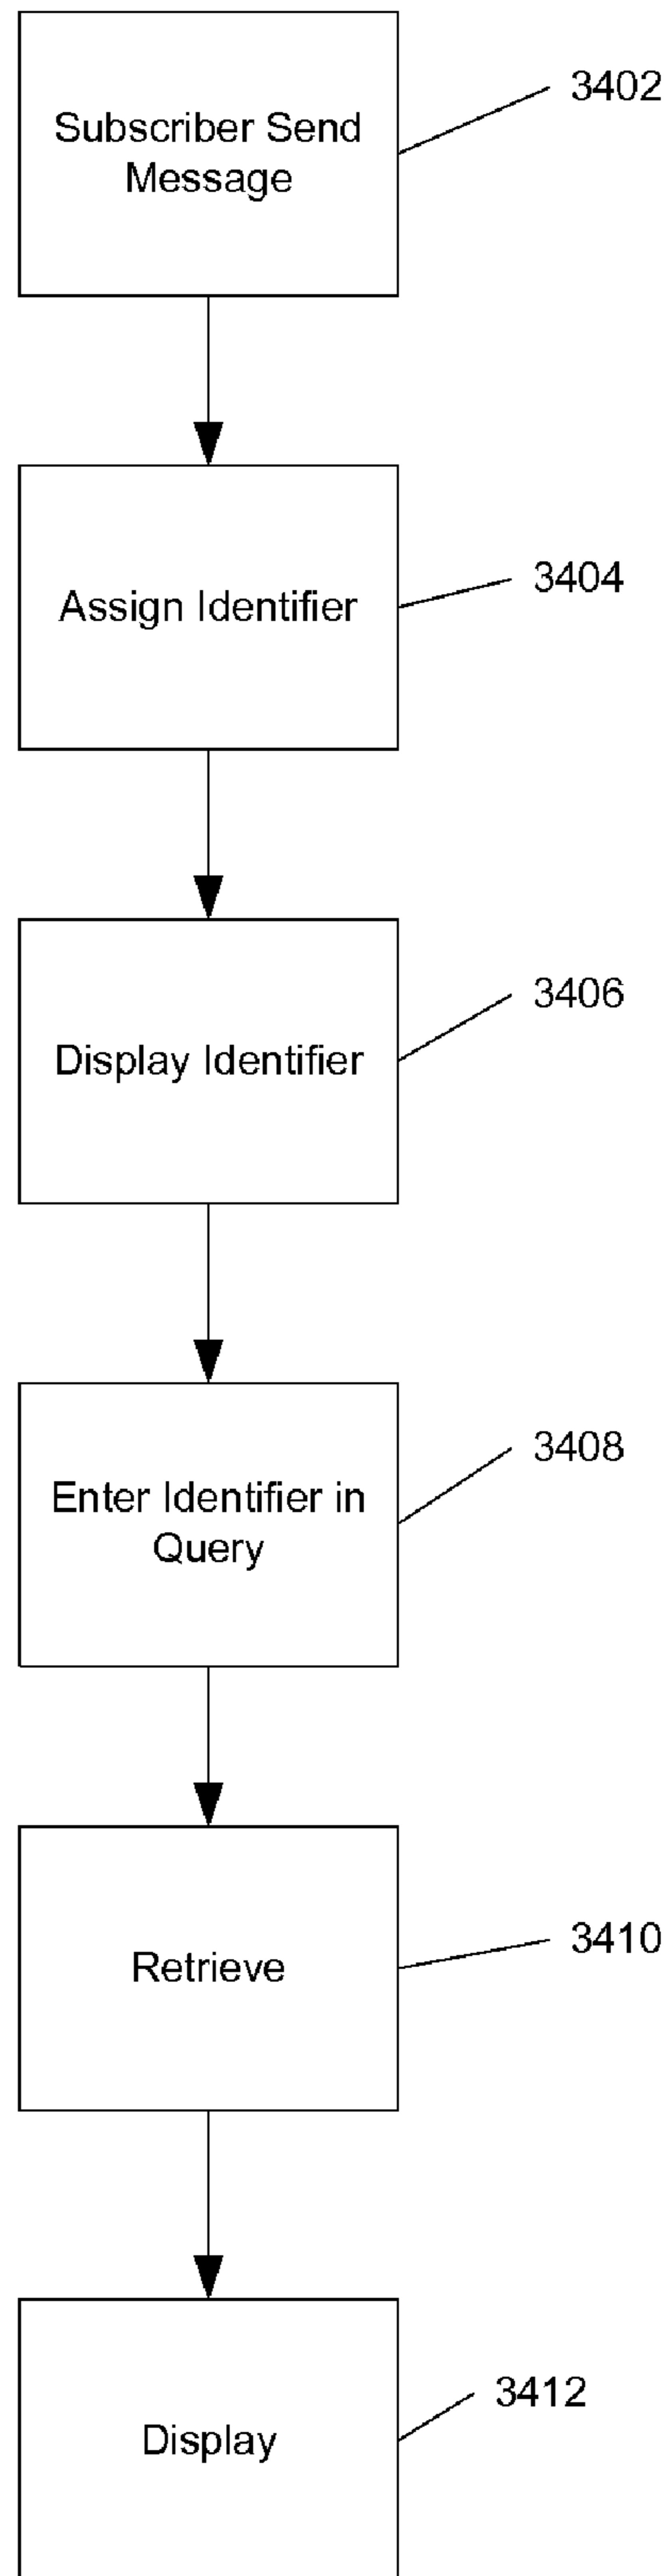 3402
Subscriber Send
Message
3404
Assign Identifier
3406
Display Identifier
3408
Enter Identifier in
Query
3410
Retrieve
3412
Display